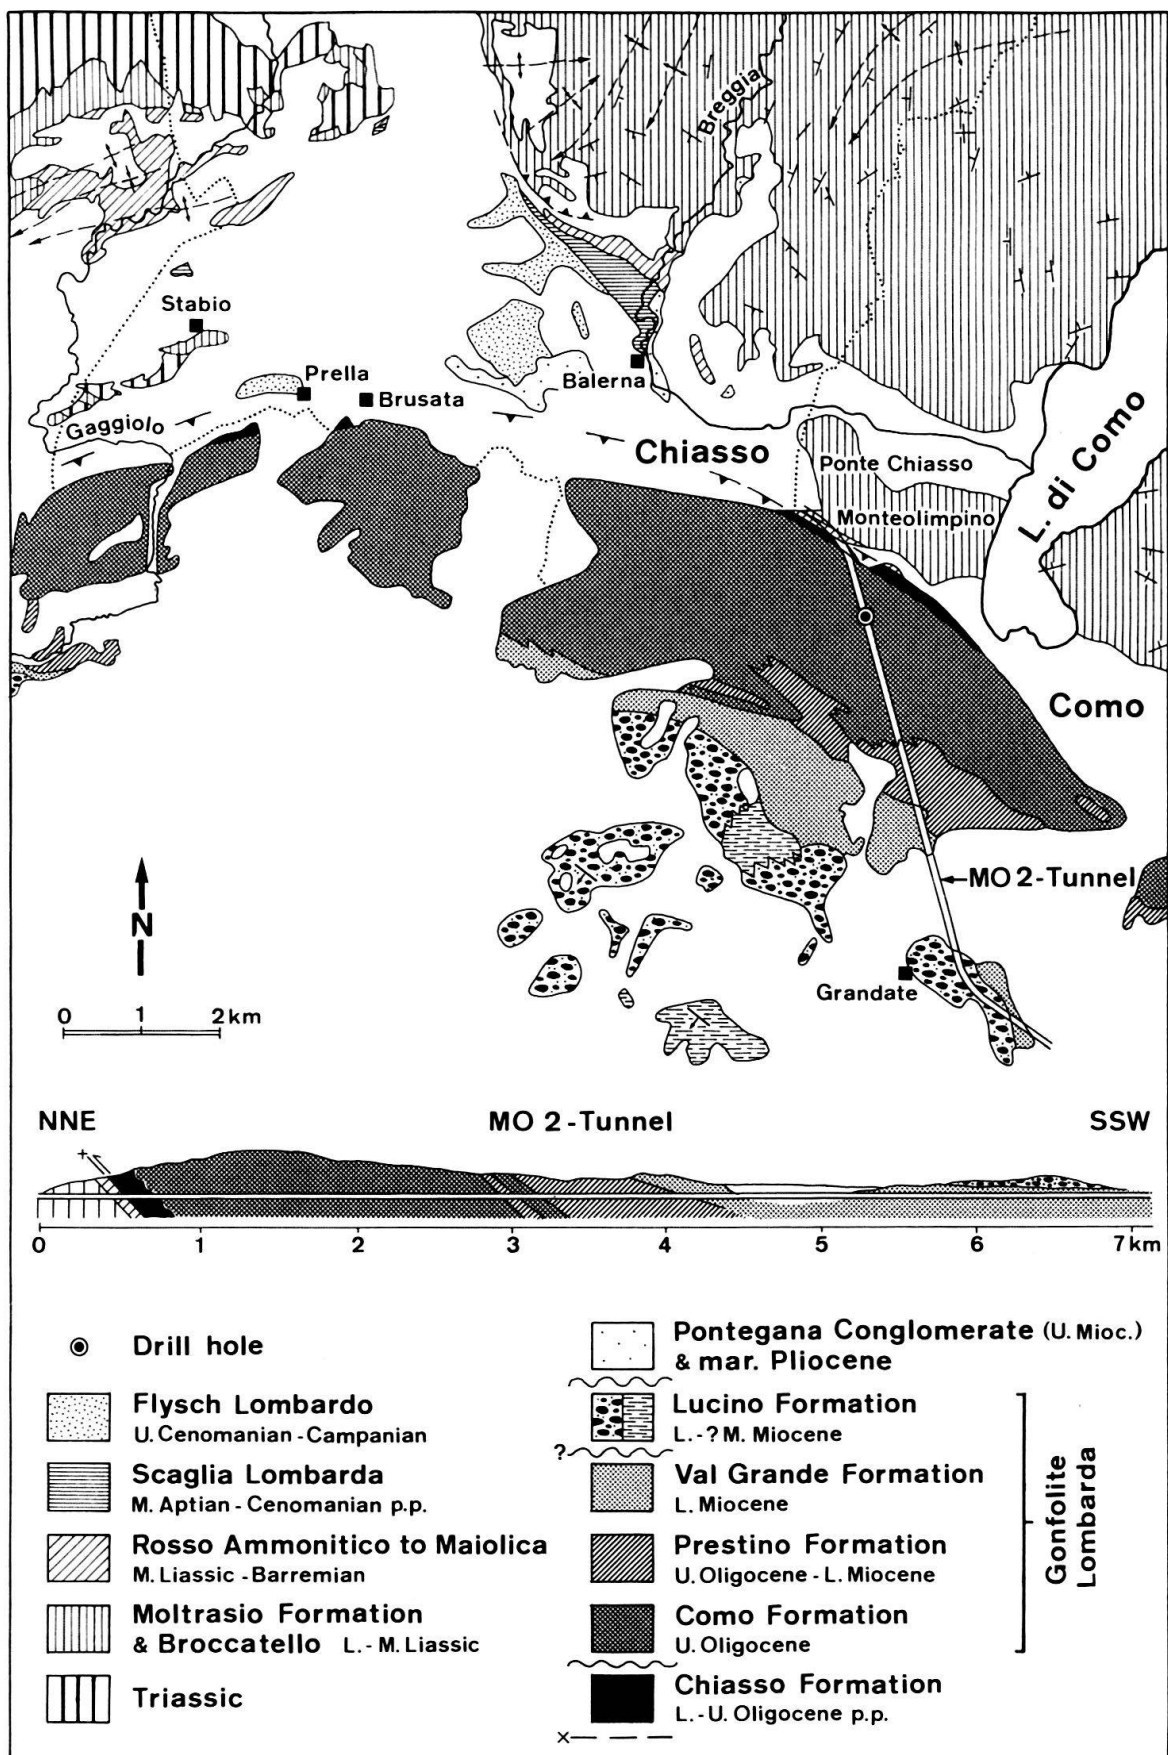 Breggia
Stabio
Prella
Brusata
Balerna
Gaggiolo
Chiasso
Ponte Chiasso
Monteolimpino
L. di Como
Como
MO 2-Tunnel
N
Grandate
0 1 2 km
NNE MO 2-Tunnel SSW
+
0 1 2 3 4 5 6 7 km
Drill hole
Flysch Lombardo
U. Cenomanian - Campanian
Scaglia Lombarda
M. Aptian - Cenomanian p.p.
Rosso Ammonitico to Maiolica
M. Liassic - Barremian
Moltrasio Formation
& Broccatello L.- M. Liassic
Triassic
Pontegana Conglomerate (U. Mioc.)
& mar. Pliocene
Lucino Formation
L.-? M. Miocene
?
Val Grande Formation
L. Miocene
Prestino Formation
U. Oligocene - L. Miocene
Como Formation
U. Oligocene
Chiasso Formation
L.- U. Oligocene p.p.
x
Gonfolite
Lombarda